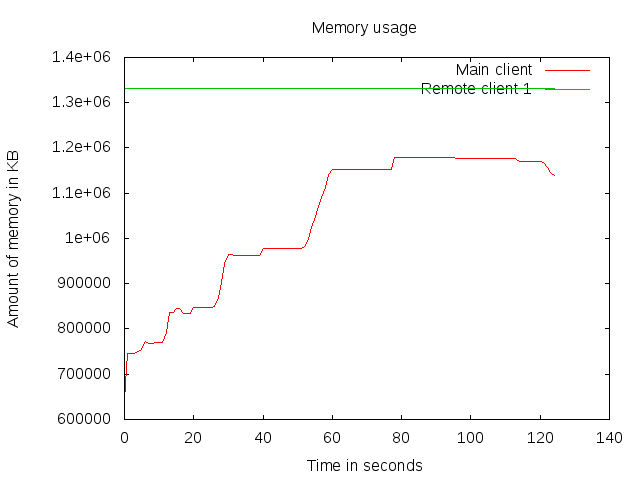 Memory usage
1.4e+06
Main client
Remote client 1
1.3e+06
1.2e+06
1.1e+06
1e+06
900000
800000
700000
600000
Amount of memory in KB
0 20 40 60 80 100 120 140
Time in seconds